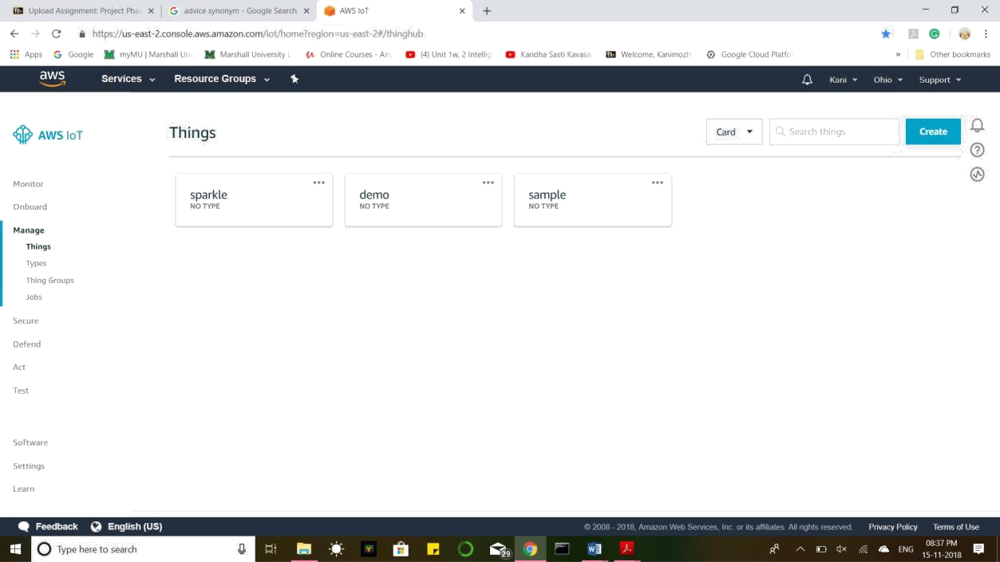 Upload Assignment: Project Phas
advice synonym - Google Search
AWS IoT
https://us-east-2.console.aws.amazon.com/iot/home?region=us-east-2#/thinghub
Apps Google myMU | Marshall Un Marshall University L Online Courses - Any (4) Unit 1w, 2 Intellig Kandha Sasti Kavasa Welcome, Kanimozh Google Cloud Platfo » Other bookmarks
aws Services Resource Groups Kani Ohio Support
AWS IoT
Things
Card
Search things
Create
Monitor
Onboard
Manage
Things
Types
Thing Groups
Jobs
Secure
Defend
Act
Test
Software
Settings
Learn
sparkle
NO TYPE
demo
NO TYPE
sample
NO TYPE
Feedback English (US) © 2008 - 2018, Amazon Web Services, Inc. or its affiliates. All rights reserved. Privacy Policy Terms of Use
Type here to search
29
ENG
08:37 PM
15-11-2018